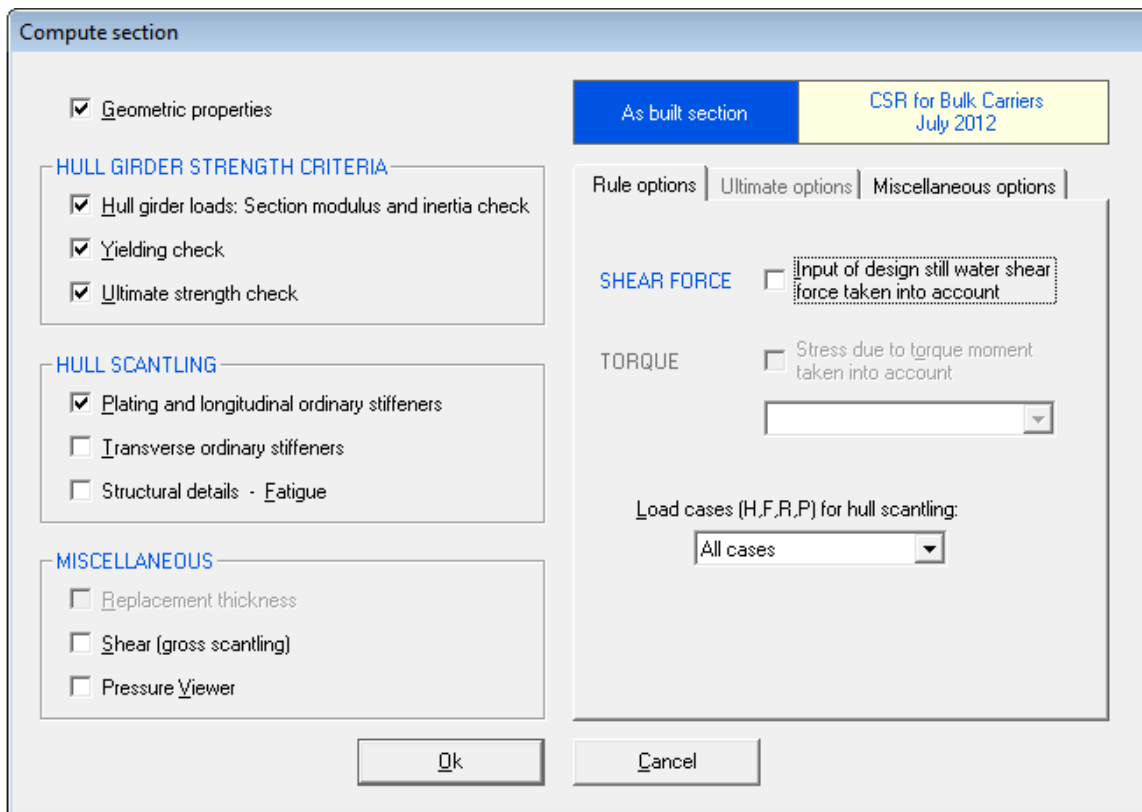 Compute section
Geometric properties
HULL GIRDER STRENGTH CRITERIA
Hull girder loads: Section modulus and inertia check
Yielding check
Ultimate strength check
HULL SCANTLING
Plating and longitudinal ordinary stiffeners
Transverse ordinary stiffeners
Structural details - Fatigue
MISCELLANEOUS
Replacement thickness
Shear (gross scantling)
Pressure Viewer
As built section
CSR for Bulk Carriers
July 2012
Rule options
Ultimate options
Miscellaneous options
SHEAR FORCE
Input of design still water shear
force taken into account
TORQUE
Stress due to torque moment
taken into account
Load cases (H,F,R,P) for hull scantling:
All cases
Ok
Cancel